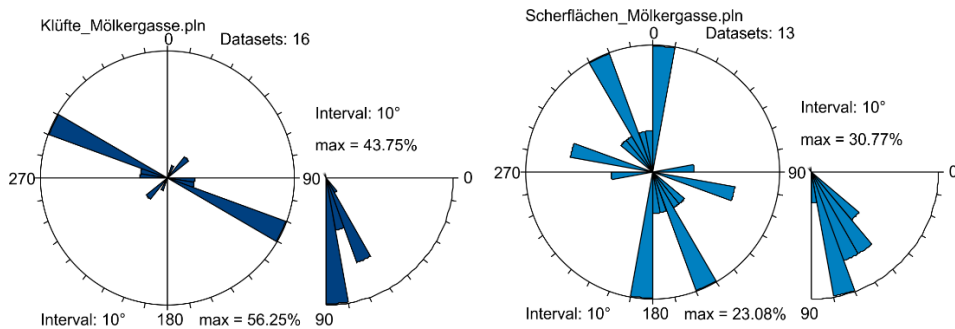 Klüfte_Mölkergasse.pln
0
Datasets: 16
Interval: 10°
max = 43.75%
270
90
0
Interval: 10°
180
max = 56.25%
90
Scherflächen_Mölkergasse.pln
0
Datasets: 13
Interval: 10°
max = 30.77%
270
90
0
Interval: 10°
180
max = 23.08%
90